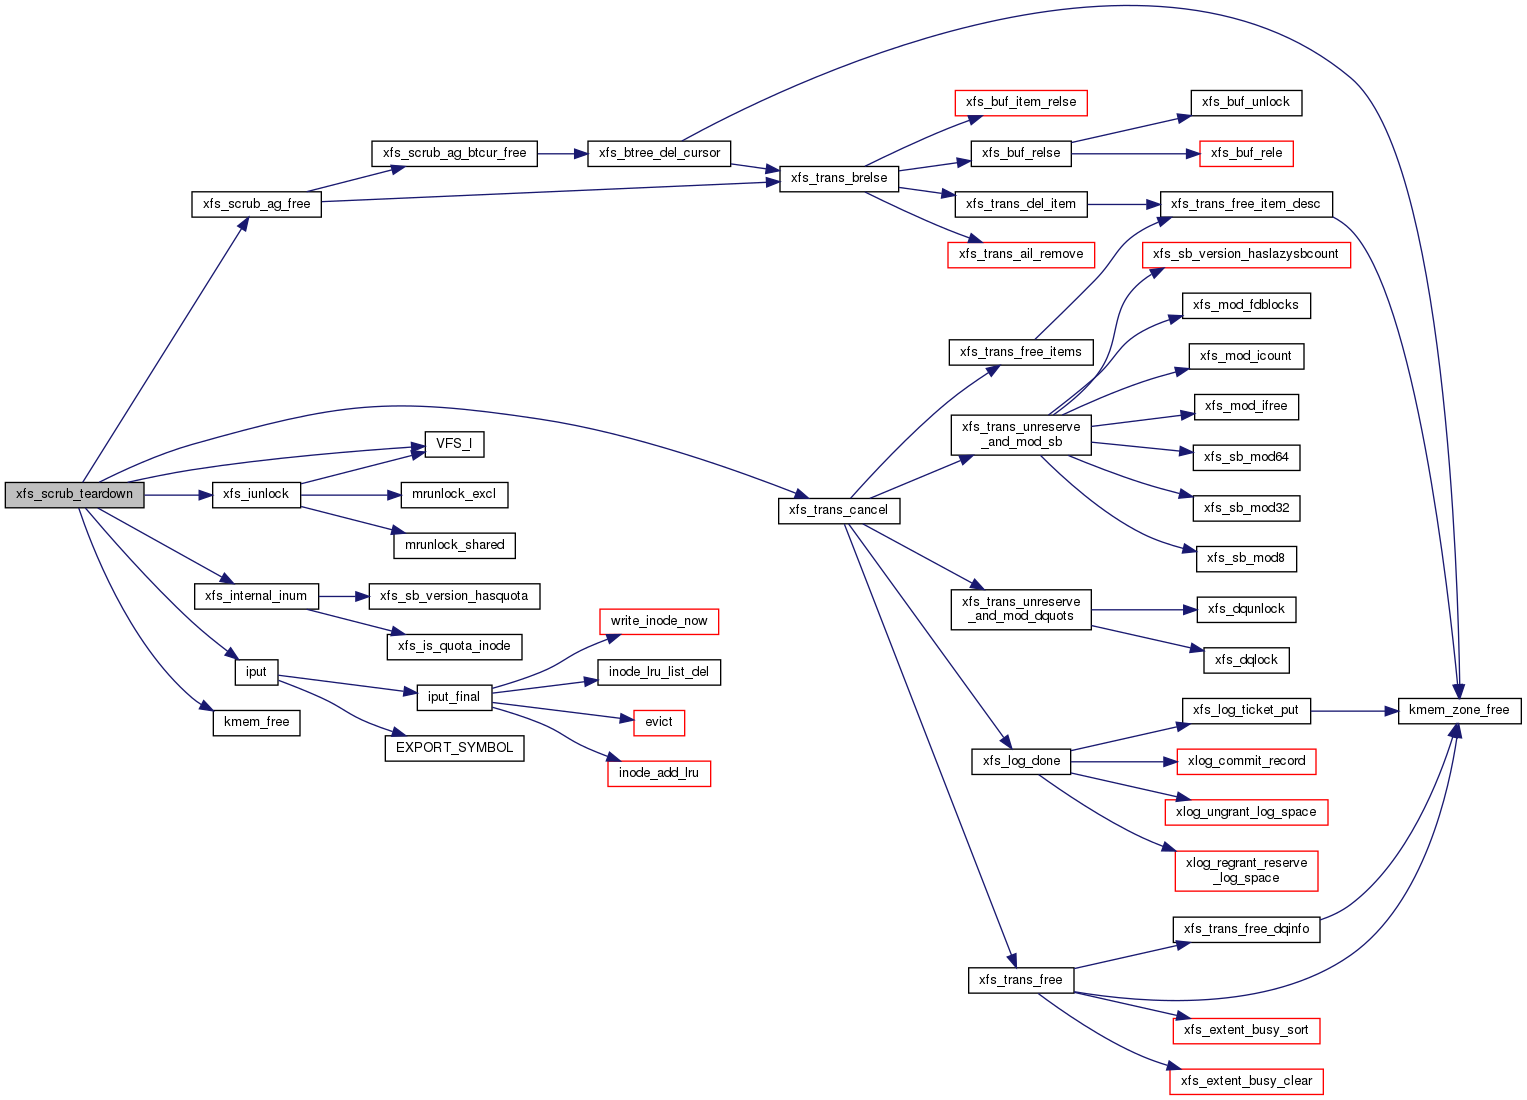 xfs_buf_item_relse
xfs_buf_unlock
xfs_scrub_ag_btcur_free
xfs_btree_del_cursor
xfs_buf_relse
xfs_buf_rele
xfs_trans_brelse
xfs_scrub_ag_free
xfs_trans_del_item
xfs_trans_free_item_desc
xfs_trans_ail_remove
xfs_sb_version_haslazysbcount
xfs_mod_fdblocks
xfs_trans_free_items
xfs_mod_icount
xfs_mod_ifree
xfs_trans_unreserve
_and_mod_sb
VFS_I
xfs_sb_mod64
xfs_scrub_teardown
xfs_iunlock
mrunlock_excl
xfs_trans_cancel
xfs_sb_mod32
mrunlock_shared
xfs_sb_mod8
xfs_internal_inum
xfs_sb_version_hasquota
xfs_trans_unreserve
_and_mod_dquots
xfs_dqunlock
write_inode_now
xfs_is_quota_inode
xfs_dqlock
iput
inode_lru_list_del
iput_final
kmem_free
evict
xfs_log_ticket_put
kmem_zone_free
EXPORT_SYMBOL
xfs_log_done
xlog_commit_record
inode_add_lru
xlog_ungrant_log_space
xlog_regrant_reserve
_log_space
xfs_trans_free_dqinfo
xfs_trans_free
xfs_extent_busy_sort
xfs_extent_busy_clear